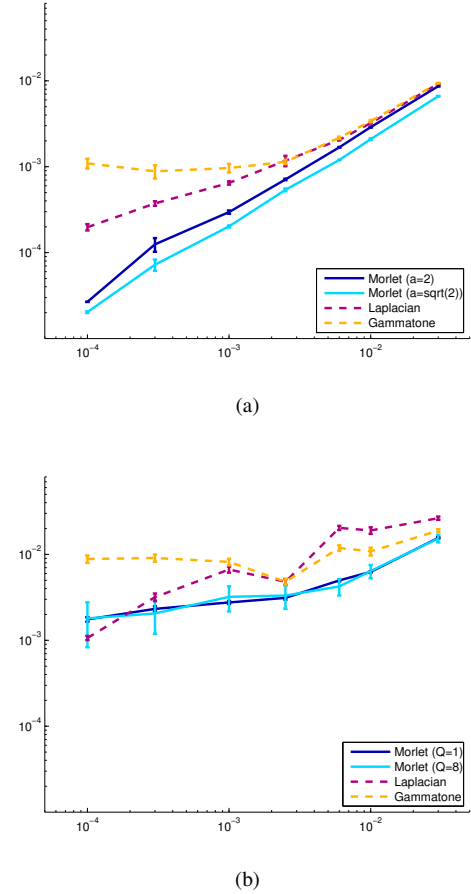 10⁻²
10⁻³
10⁻⁴
10⁻⁴ 10⁻³ 10⁻²
Morlet (a=2)
Morlet (a=sqrt(2))
Laplacian
Gammatone
(a)
10⁻²
10⁻³
10⁻⁴
10⁻⁴ 10⁻³ 10⁻²
Morlet (Q=1)
Morlet (Q=8)
Laplacian
Gammatone
(b)